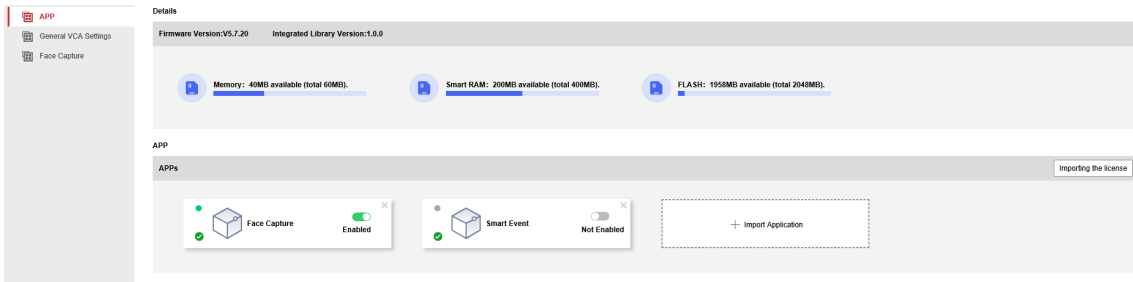 APP
General VCA Settings
Face Capture
Details
Firmware Version:V5.7.20 Integrated Library Version:1.0.0
Memory: 40MB available (total 60MB).
Smart RAM: 200MB available (total 400MB).
FLASH: 1958MB available (total 2048MB).
APP
APPs
Importing the license
Face Capture
Enabled
Smart Event
Not Enabled
Import Application